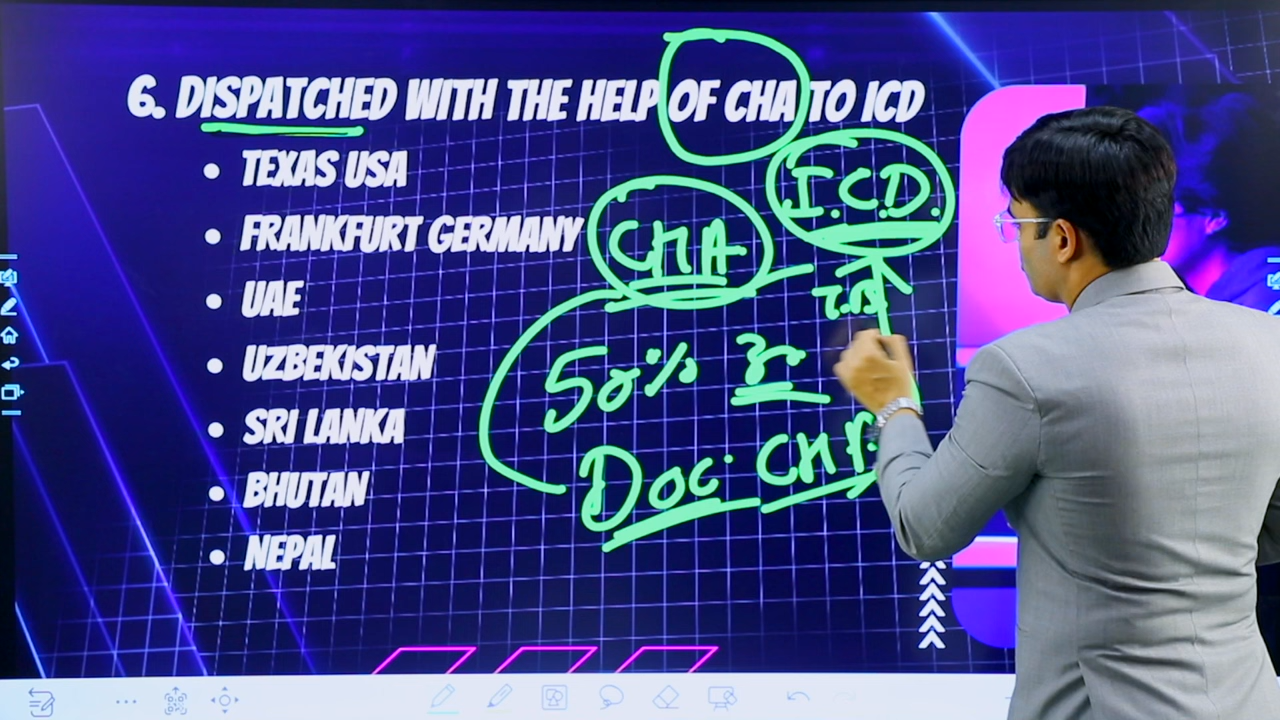 6. DISPATCHED WITH THE HELP OF CHA TO ICD
• TEXAS USA
• FRANKFURT GERMANY
• UAE
• UZBEKISTAN
• SRI LANKA
• BHUTAN
• NEPAL
I.C.D.
CHA
50%
DOC. CHA